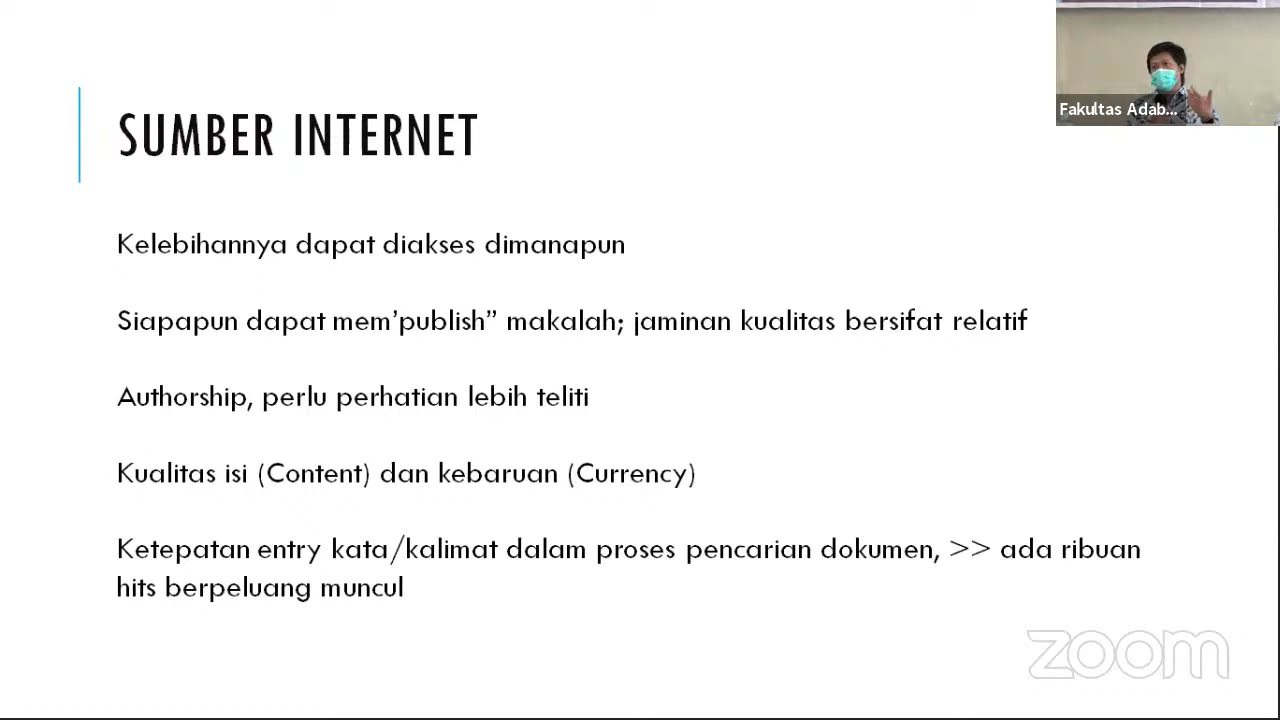 SUMBER INTERNET
Fakultas Adab...
Kelebihannya dapat diakses dimanapun
Siapapun dapat mem’publish” makalah; jaminan kualitas bersifat relatif
Authorship, perlu perhatian lebih teliti
Kualitas isi (Content) dan kebaruan (Currency)
Ketepatan entry kata/kalimat dalam proses pencarian dokumen, >> ada ribuan
hits berpeluang muncul
zoom